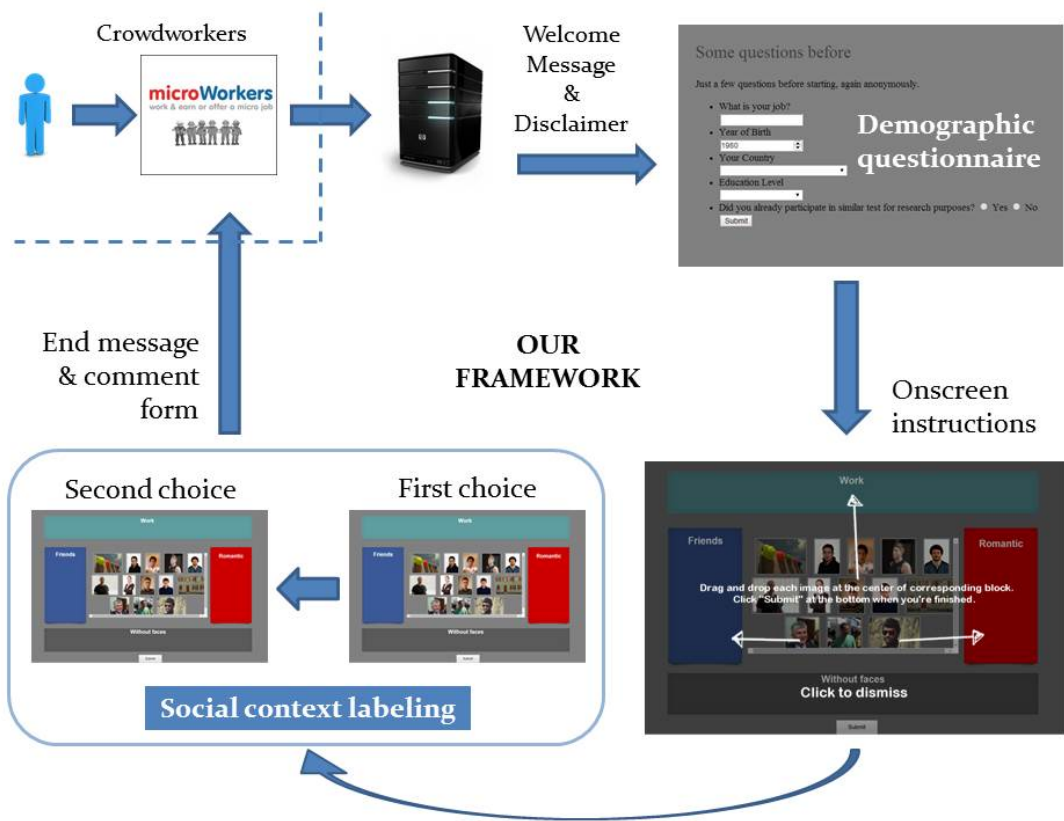 Crowdworkers
microWorkers
work & earn or offer a micro job
Welcome
Message
&
Disclaimer
Some questions before
Just a few questions before starting, again anonymously.
• What is your job?
• Year of Birth
1960
• Your Country
• Education Level
• Did you already participate in similar test for research purposes? Yes No
Submit
Demographic
questionnaire
End message
& comment
form
OUR
FRAMEWORK
Onscreen
instructions
Work
Friends
Romantic
Drag and drop each image at the center of corresponding block.
Click "Submit" at the bottom when you're finished.
Without faces
Click to dismiss
Submit
First choice
Work
Friends
Romantic
Without faces
Submit
Second choice
Work
Friends
Romantic
Without faces
Submit
Social context labeling